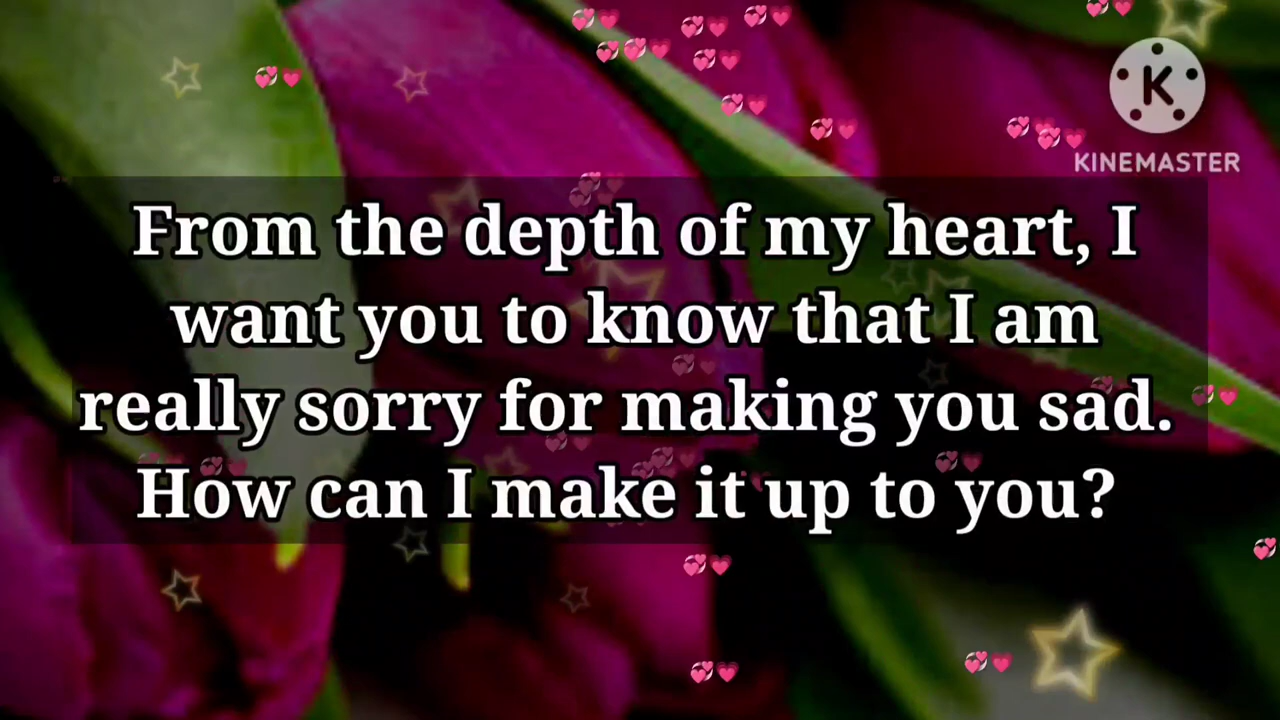 K
KINEMASTER
From the depth of my heart, I
want you to know that I am
really sorry for making you sad.
How can I make it up to you?